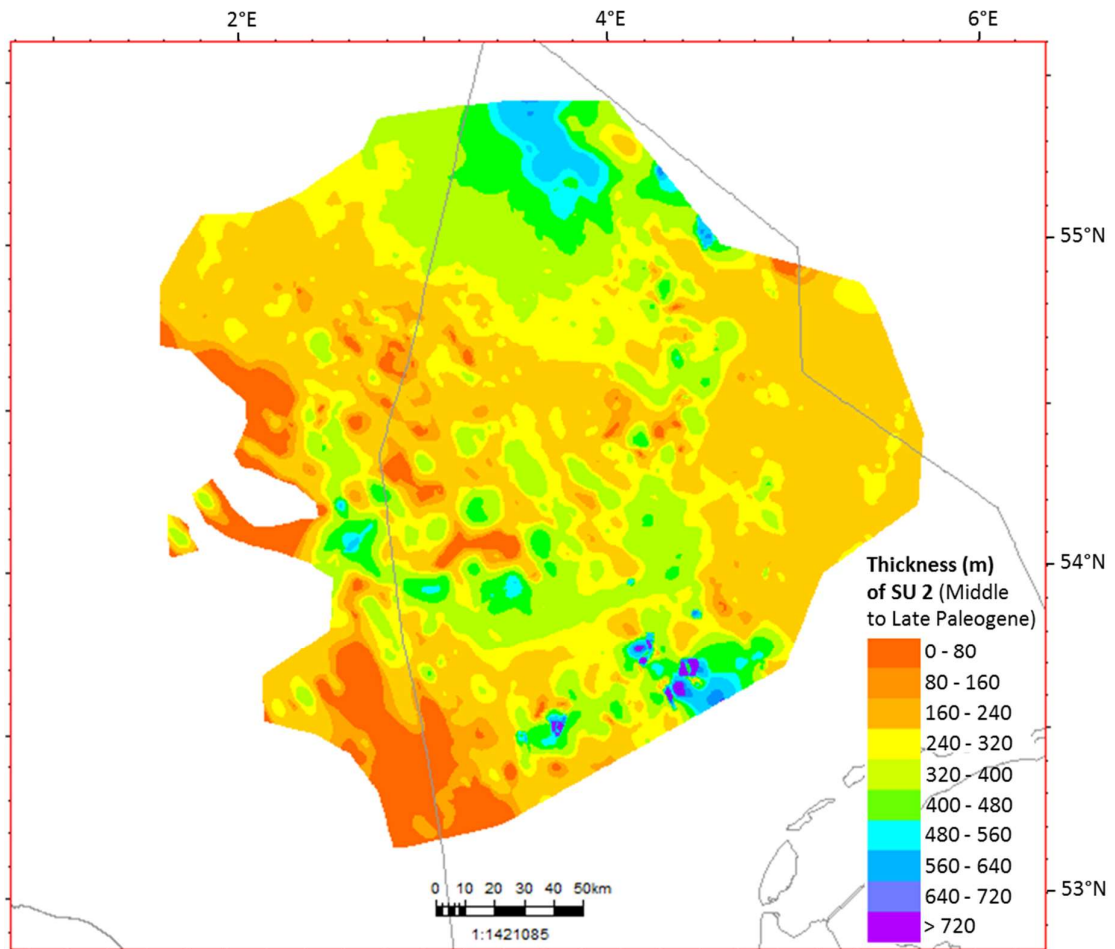 2°E 4°E 6°E
55°N
54°N
Thickness (m)
of SU 2 (Middle
to Late Paleogene)
0 - 80
80 - 160
160 - 240
240 - 320
320 - 400
400 - 480
480 - 560
560 - 640
640 - 720
> 720
53°N
0 10 20 30 40 50km
1:1421085